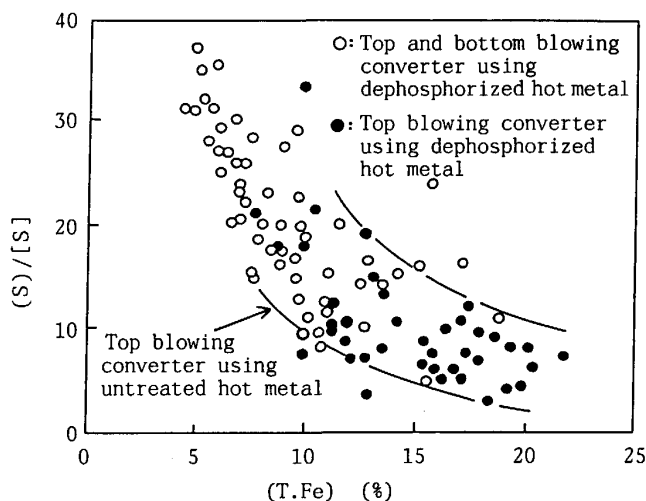 40
30
20
10
0
(S)/[S]
○: Top and bottom blowing
converter using
dephosphorized hot metal
●: Top blowing converter
using dephosphorized
hot metal
Top blowing
converter using
untreated hot metal
0 5 10 15 20 25
(T.Fe) (%)